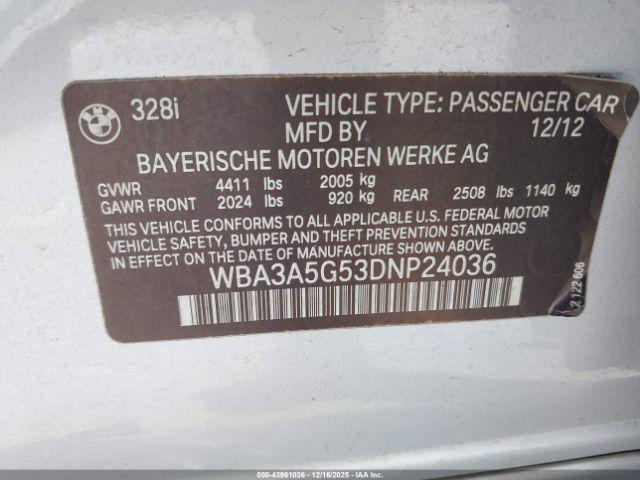 BMW
328i VEHICLE TYPE: PASSENGER CAR
MFD BY 12/12
BAYERISCHE MOTOREN WERKE AG
GVWR 4411 lbs 2005 kg
GAWR FRONT 2024 lbs 920 kg REAR 2508 lbs 1140 kg
THIS VEHICLE CONFORMS TO ALL APPLICABLE U.S. FEDERAL MOTOR
VEHICLE SAFETY, BUMPER AND THEFT PREVENTION STANDARDS
IN EFFECT ON THE DATE OF MANUFACTURE SHOWN ABOVE.
WBA3A5G53DNP24036
2 122 606
000-43961036 - 12/16/2025 - COPART, INC.